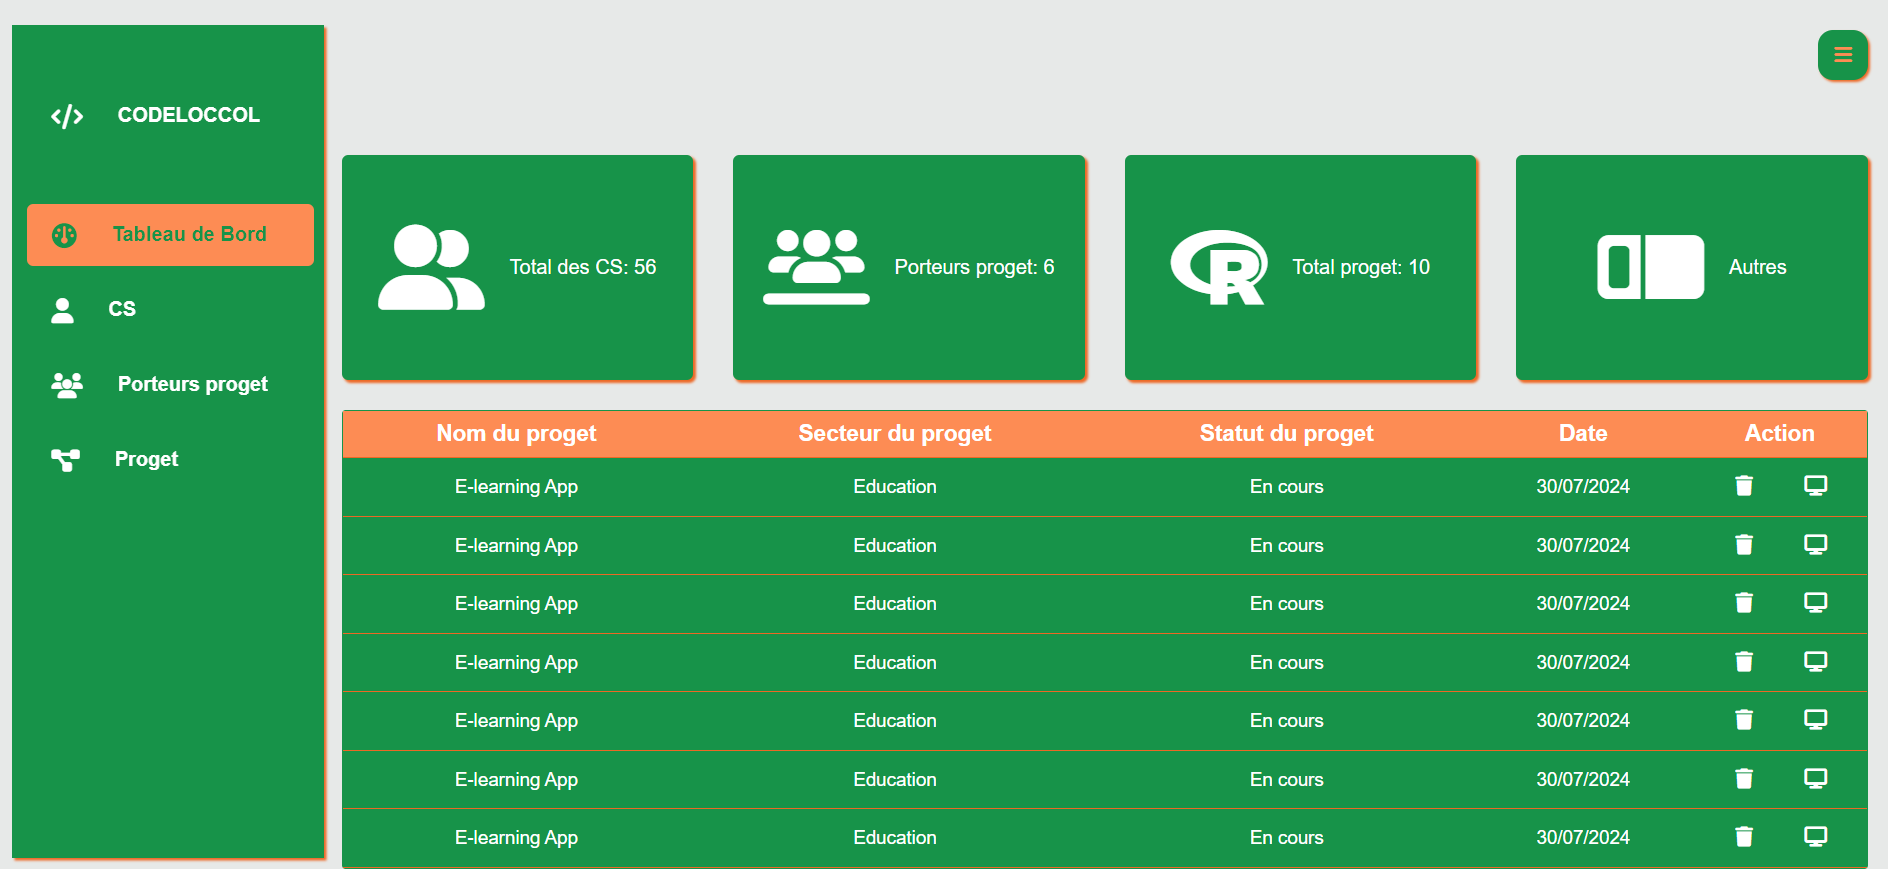 CODELOCCOL
Tableau de Bord
CS
Porteurs proget
Proget
Total des CS: 56
Porteurs proget: 6
Total proget: 10
Autres
Nom du proget Secteur du proget Statut du proget Date Action
E-learning App Education En cours 30/07/2024
E-learning App Education En cours 30/07/2024
E-learning App Education En cours 30/07/2024
E-learning App Education En cours 30/07/2024
E-learning App Education En cours 30/07/2024
E-learning App Education En cours 30/07/2024
E-learning App Education En cours 30/07/2024